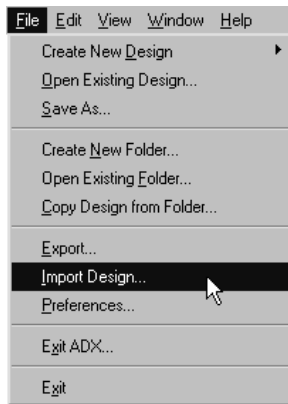 File Edit View Window Help
Create New Design
Open Existing Design...
Save As...
Create New Folder...
Open Existing Folder...
Copy Design from Folder...
Export...
Import Design...
Preferences...
Exit ADX...
Exit